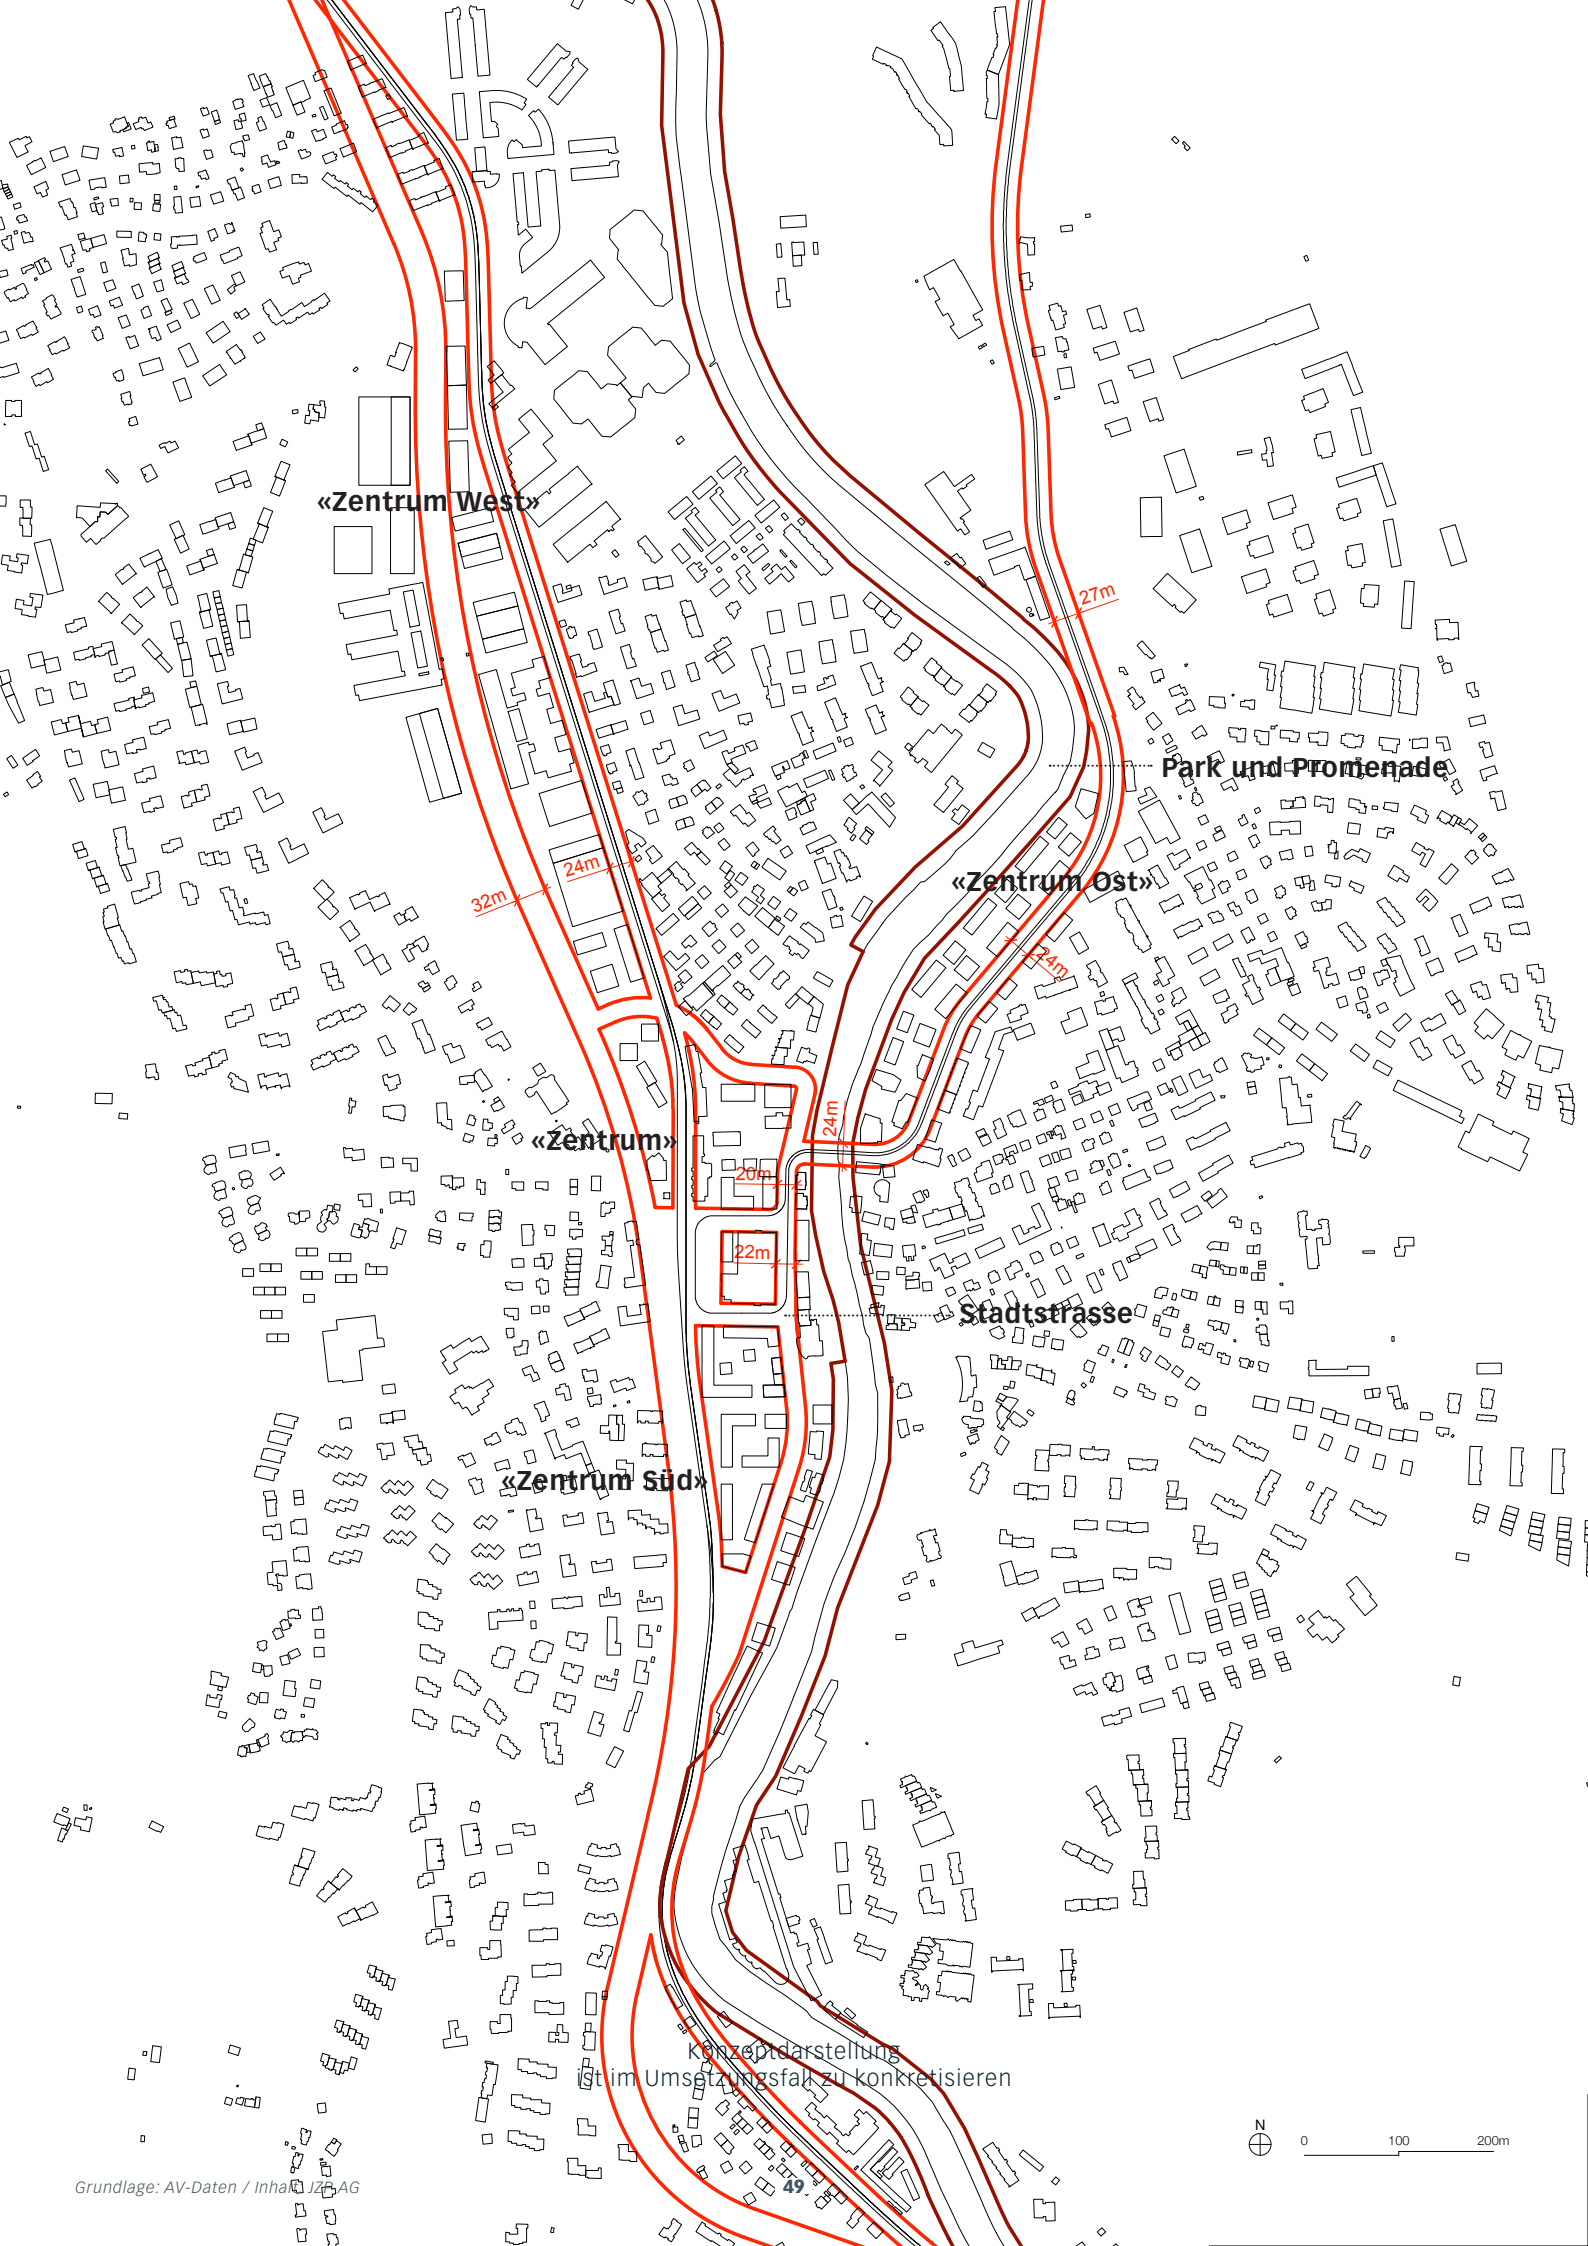 «Zentrum West»
27m
Park und Promenade
24m
32m
«Zentrum Ost»
24m
24m
«Zentrum»
20m
22m
Stadtstrasse
«Zentrum Süd»
Konzeptdarstellung
ist im Umsetzungsfall zu konkretisieren
N
0 100 200m
Grundlage: AV-Daten / Inhalt: JZP AG
49